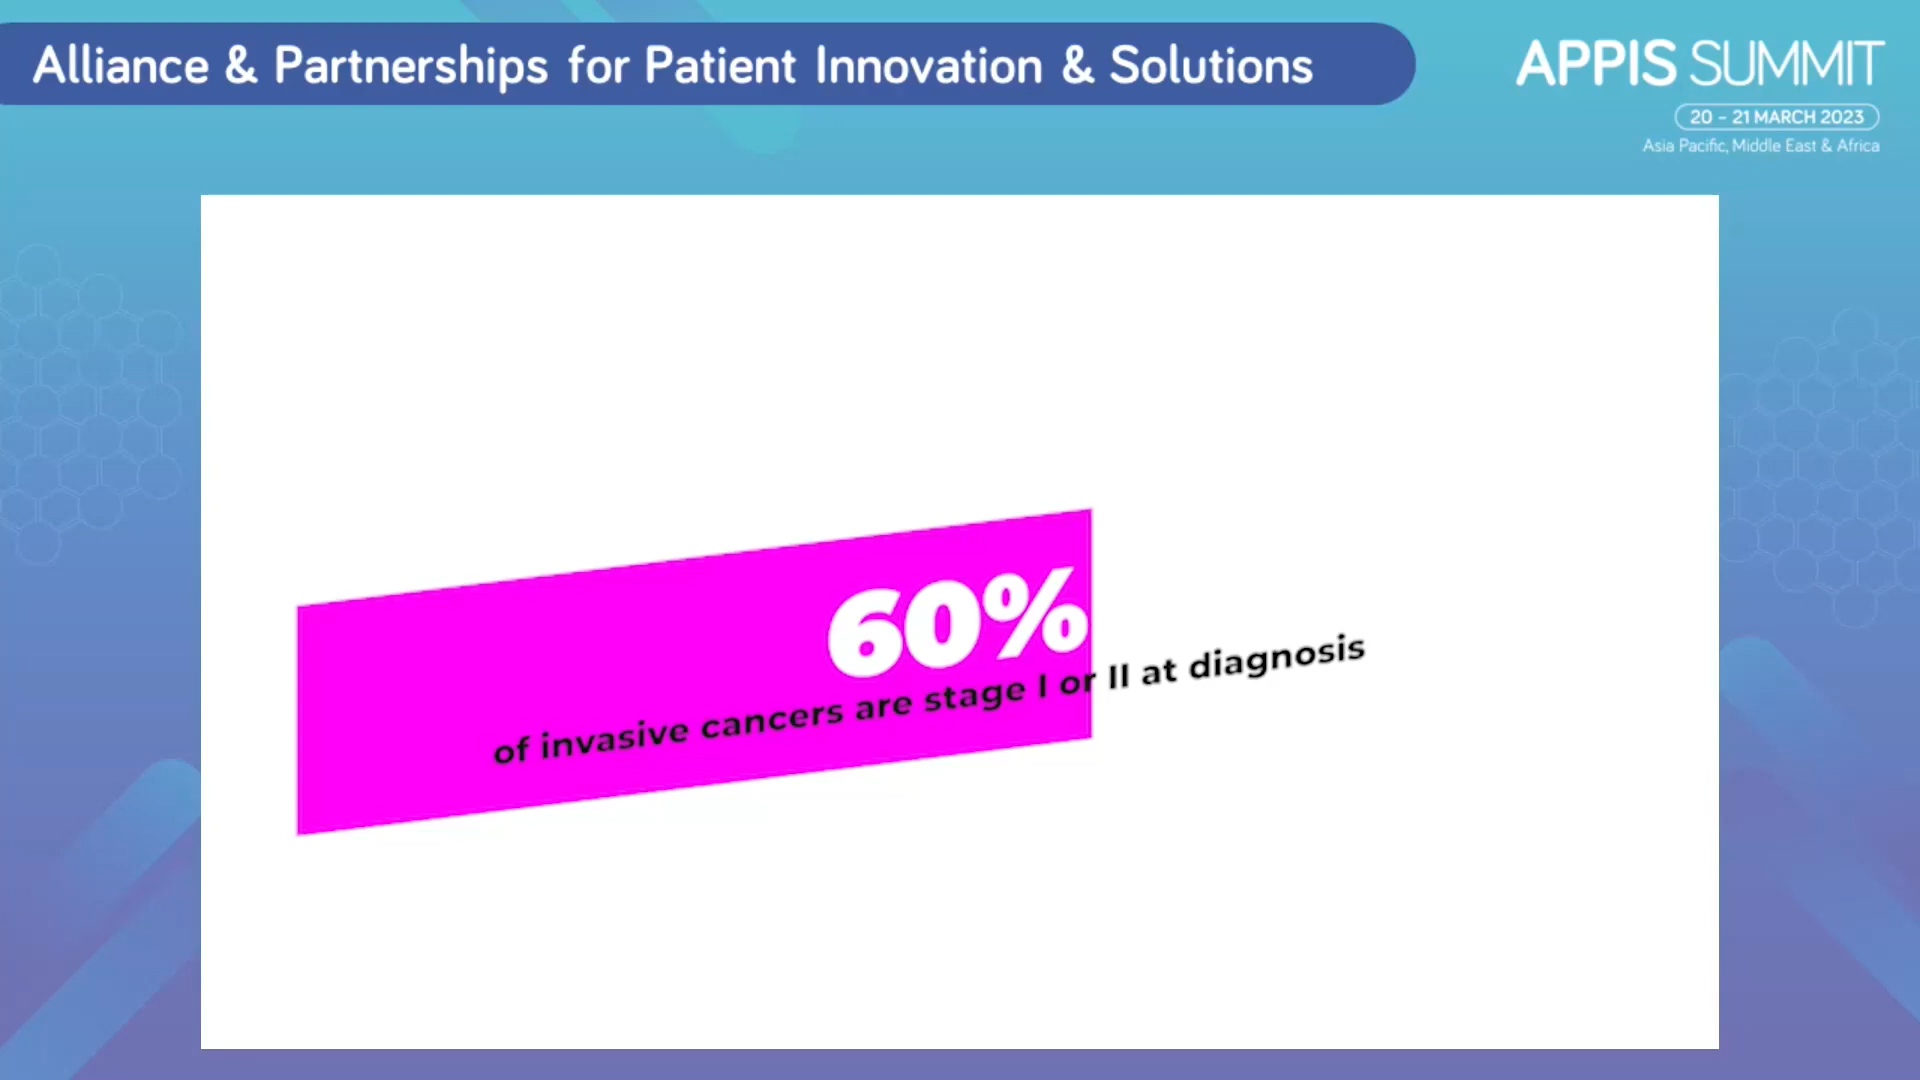 Alliance & Partnerships for Patient Innovation & Solutions
APPIS SUMMIT
20 – 21 MARCH 2023
Asia Pacific, Middle East & Africa
60%
of invasive cancers are stage I or II at diagnosis